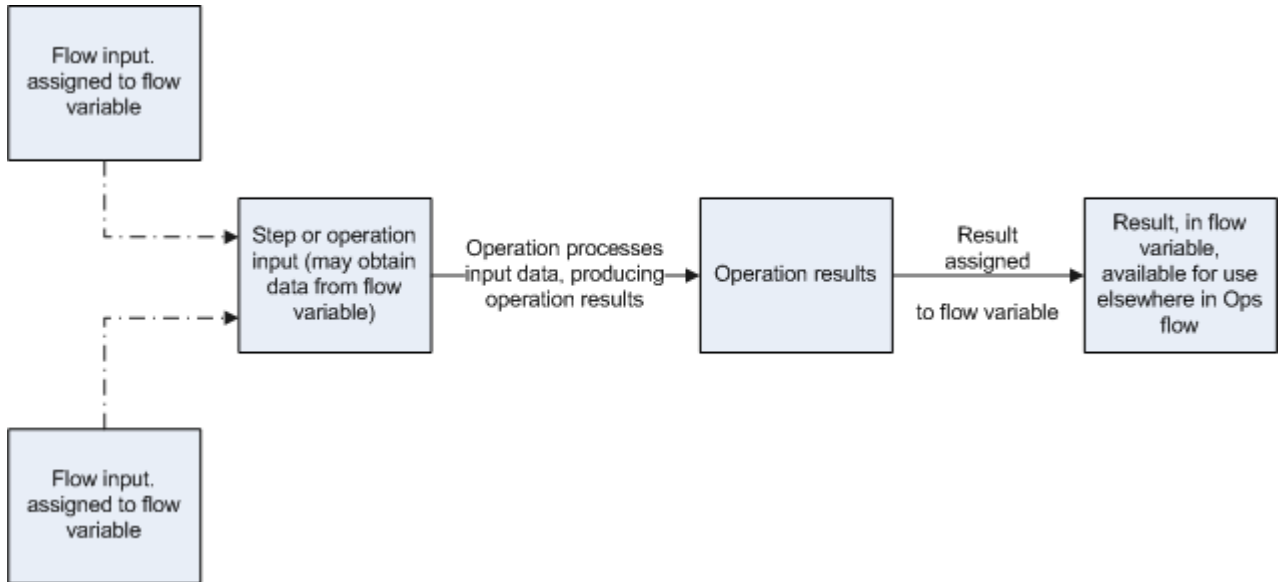 Flow input.
assigned to flow
variable
Step or operation
input (may obtain
data from flow
variable)
Operation processes
input data, producing
operation results
Operation results
Result
assigned
to flow variable
Result, in flow
variable,
available for use
elsewhere in Ops
flow
Flow input.
assigned to flow
variable